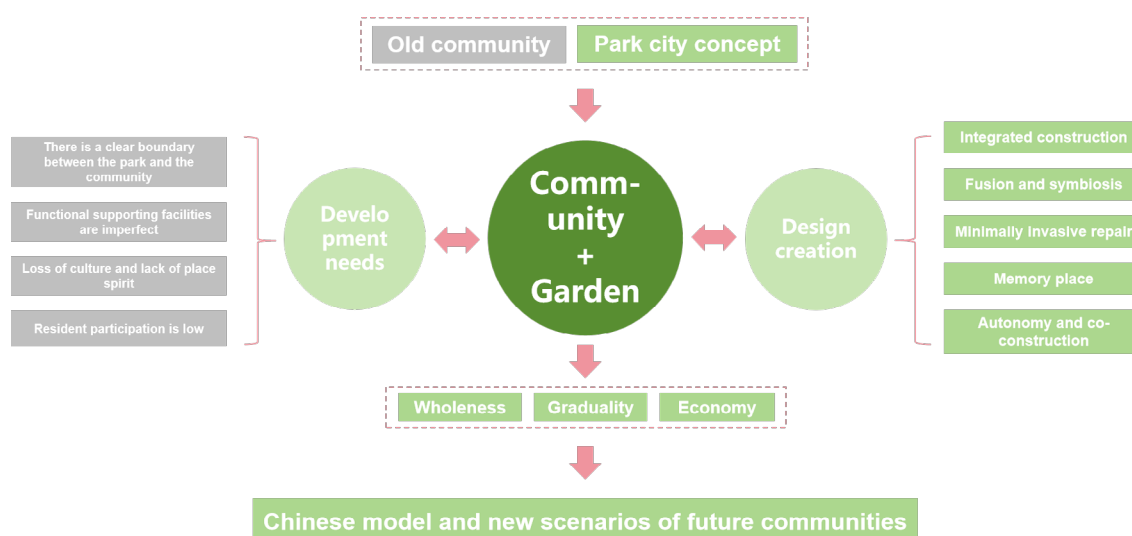 Old community
Park city concept
There is a clear boundary
between the park and the
community
Functional supporting facilities
are imperfect
Loss of culture and lack of place
spirit
Resident participation is low
Develo
pment
needs
Comm-
unity
+
Garden
Design
creation
Integrated construction
Fusion and symbiosis
Minimally invasive repair
Memory place
Autonomy and co-
construction
Wholeness
Graduality
Economy
Chinese model and new scenarios of future communities